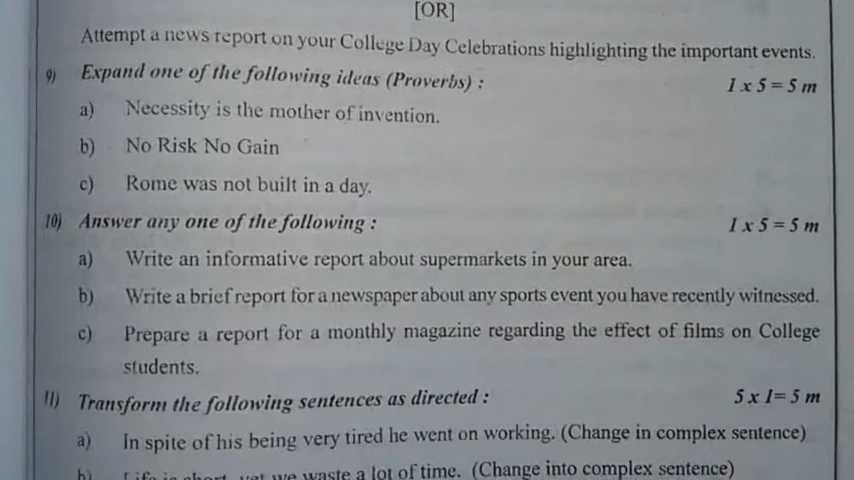 [OR]
Attempt a news report on your College Day Celebrations highlighting the important events.
9) Expand one of the following ideas (Proverbs) : 1 x 5 = 5 m
a) Necessity is the mother of invention.
b) No Risk No Gain
c) Rome was not built in a day.
10) Answer any one of the following : 1 x 5 = 5 m
a) Write an informative report about supermarkets in your area.
b) Write a brief report for a newspaper about any sports event you have recently witnessed.
c) Prepare a report for a monthly magazine regarding the effect of films on College
students.
11) Transform the following sentences as directed : 5 x 1= 5 m
a) In spite of his being very tired he went on working. (Change in complex sentence)
b) Life is short, yet we waste a lot of time. (Change into complex sentence)